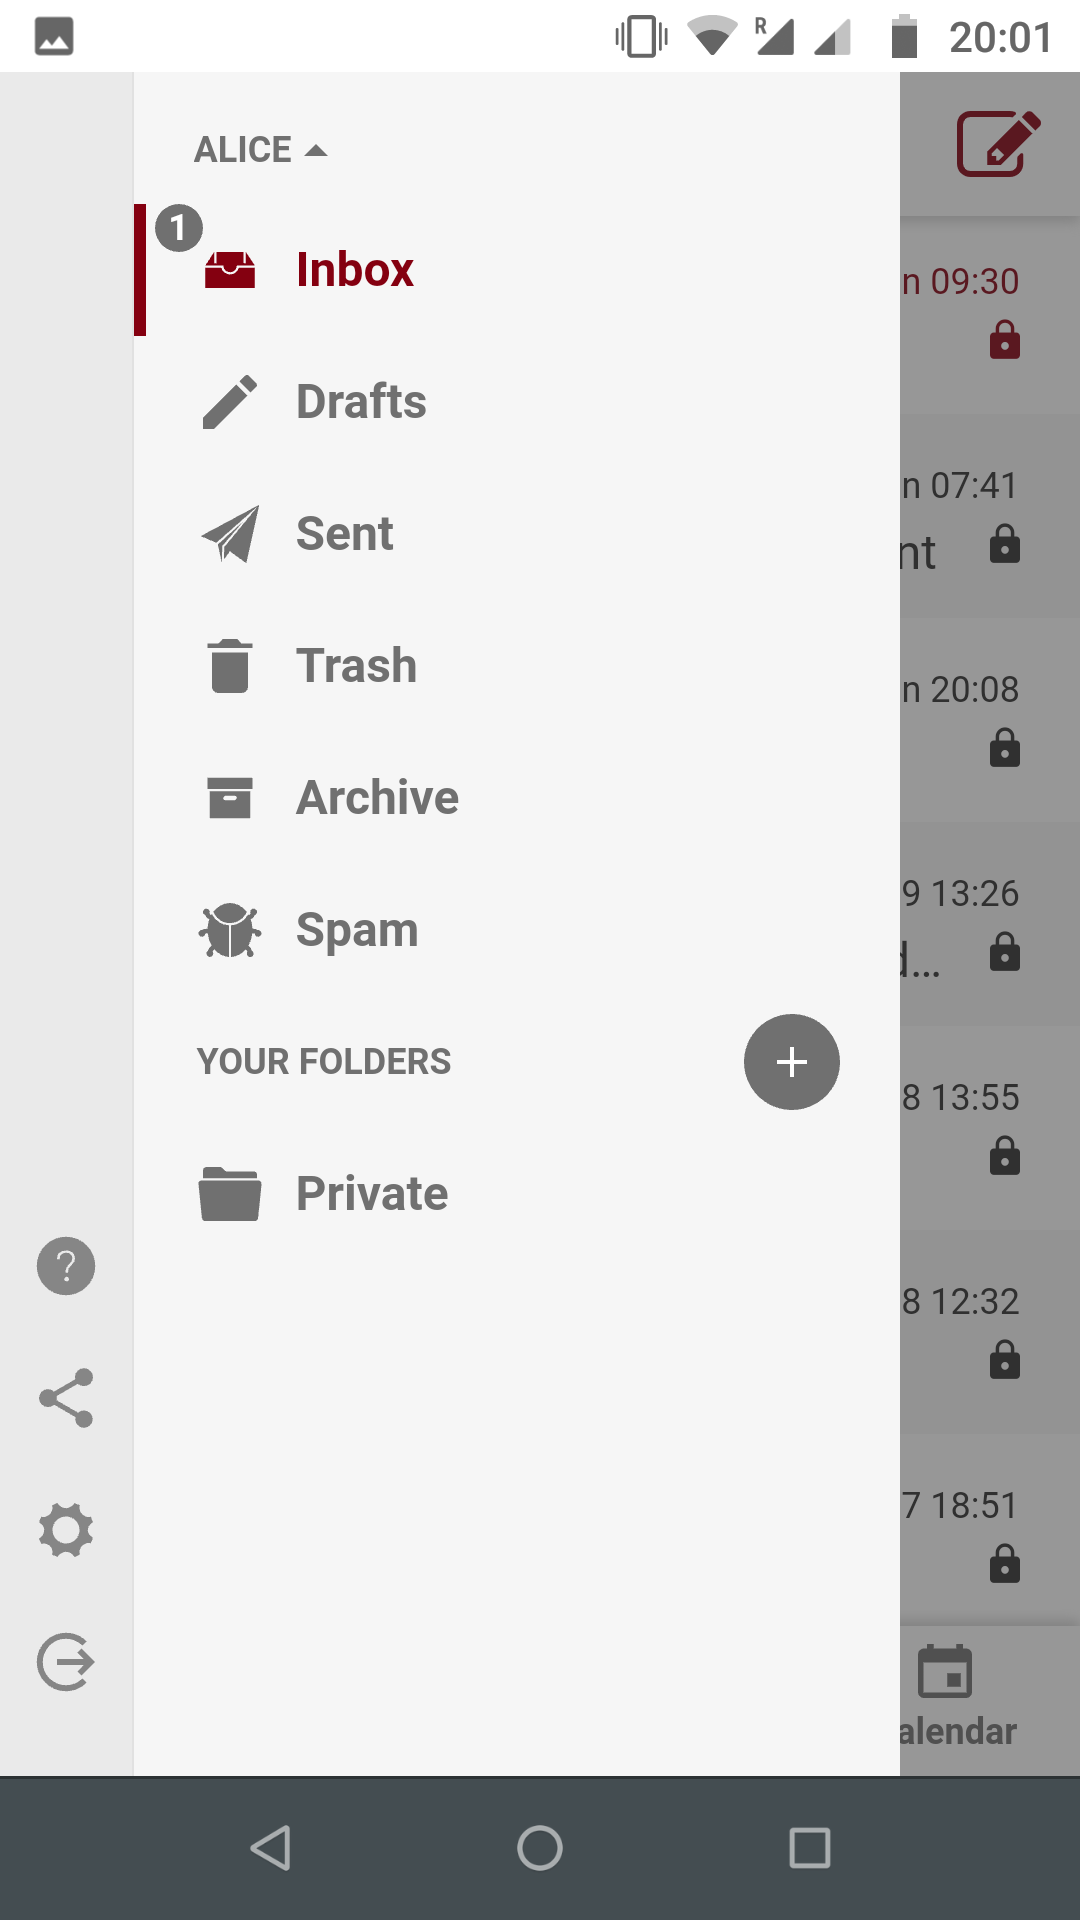 R 20:01
ALICE
1
Inbox
Drafts
Sent
Trash
Archive
Spam
YOUR FOLDERS
Private
?
n 09:30
n 07:41
nt
n 20:08
9 13:26
d...
8 13:55
8 12:32
7 18:51
alendar